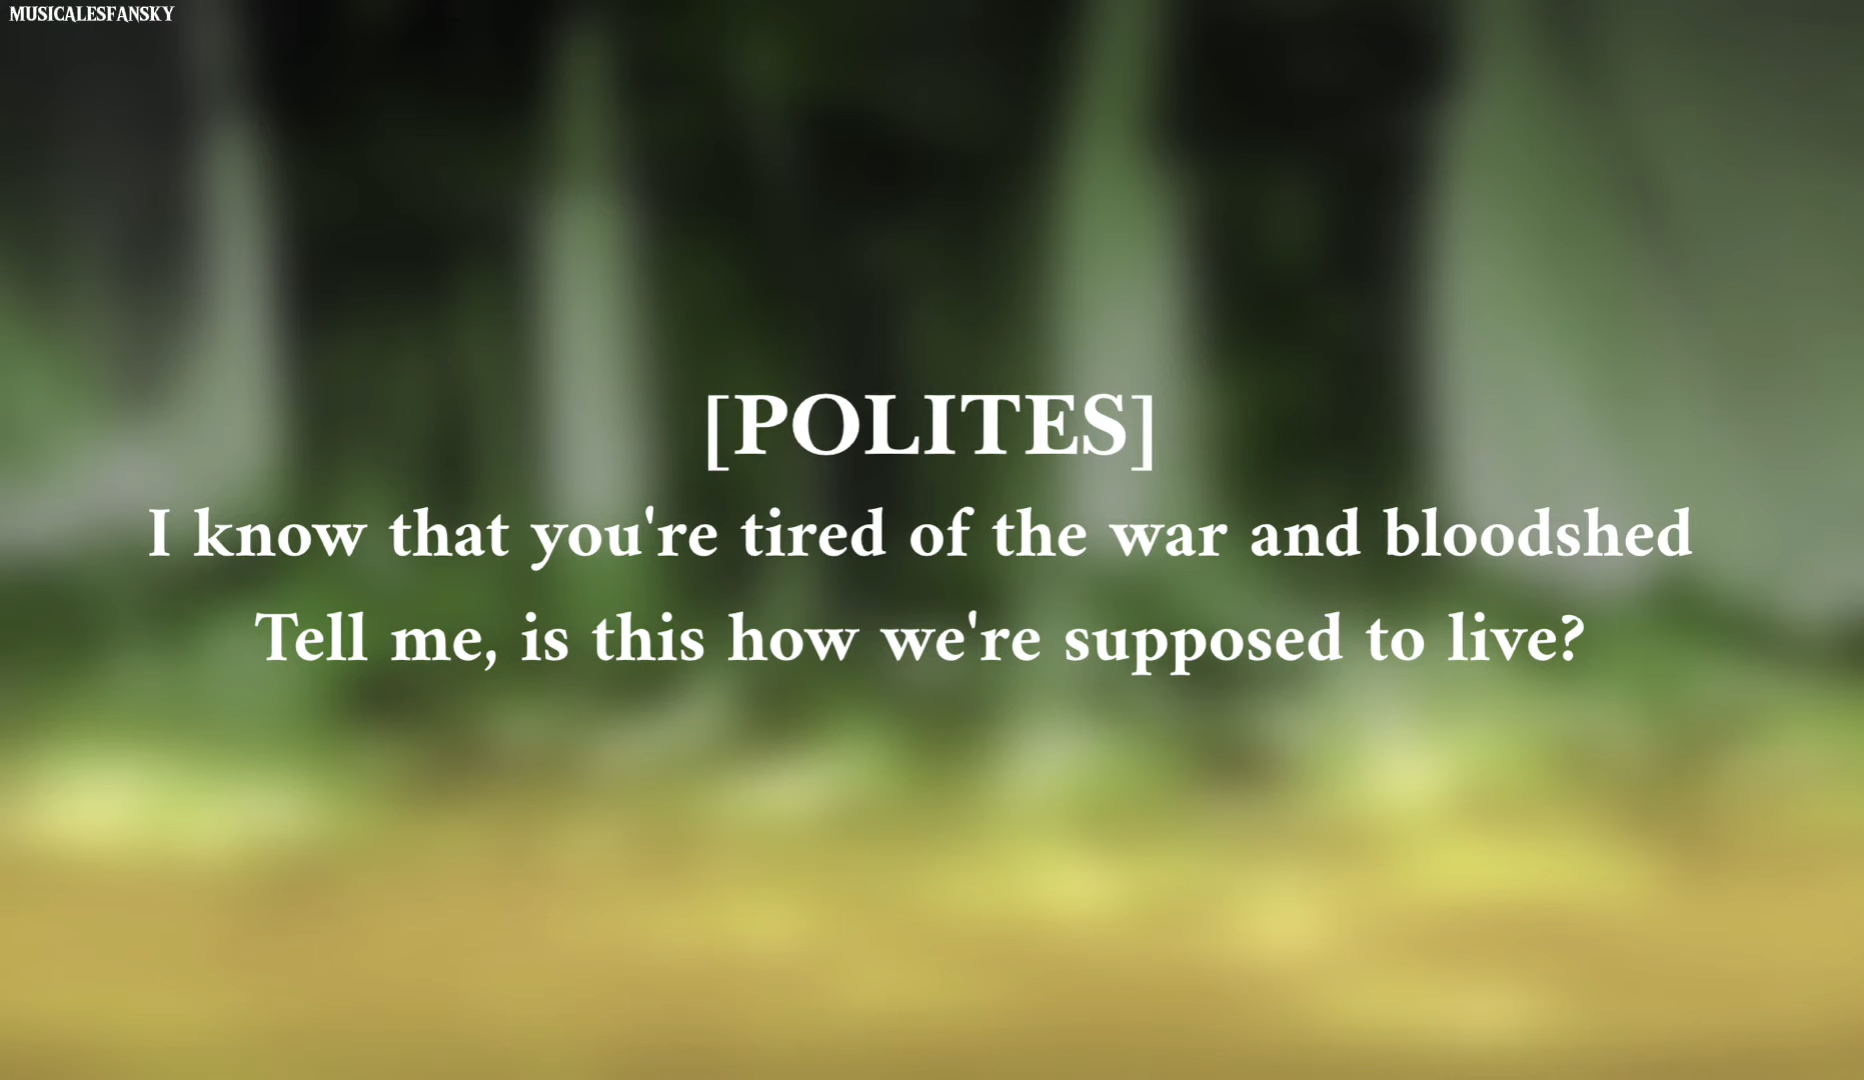 MUSICALESFANSKY
[POLITES]
I know that you're tired of the war and bloodshed
Tell me, is this how we're supposed to live?